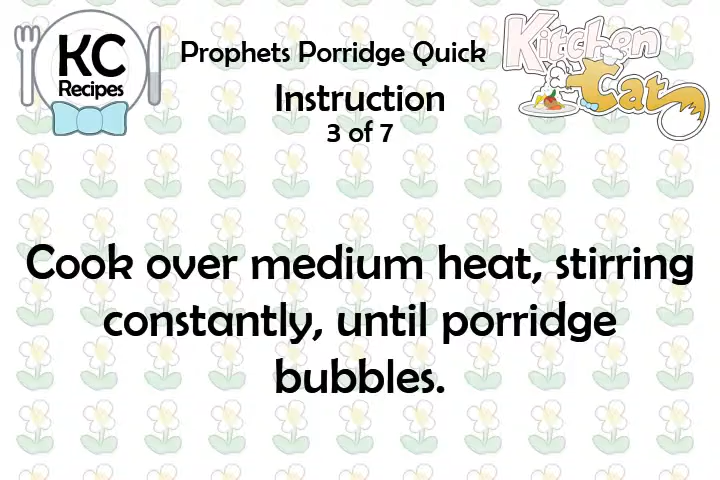 KC
Recipes
Prophets Porridge Quick
Kitchen
Cat
Instruction
3 of 7
Cook over medium heat, stirring
constantly, until porridge
bubbles.